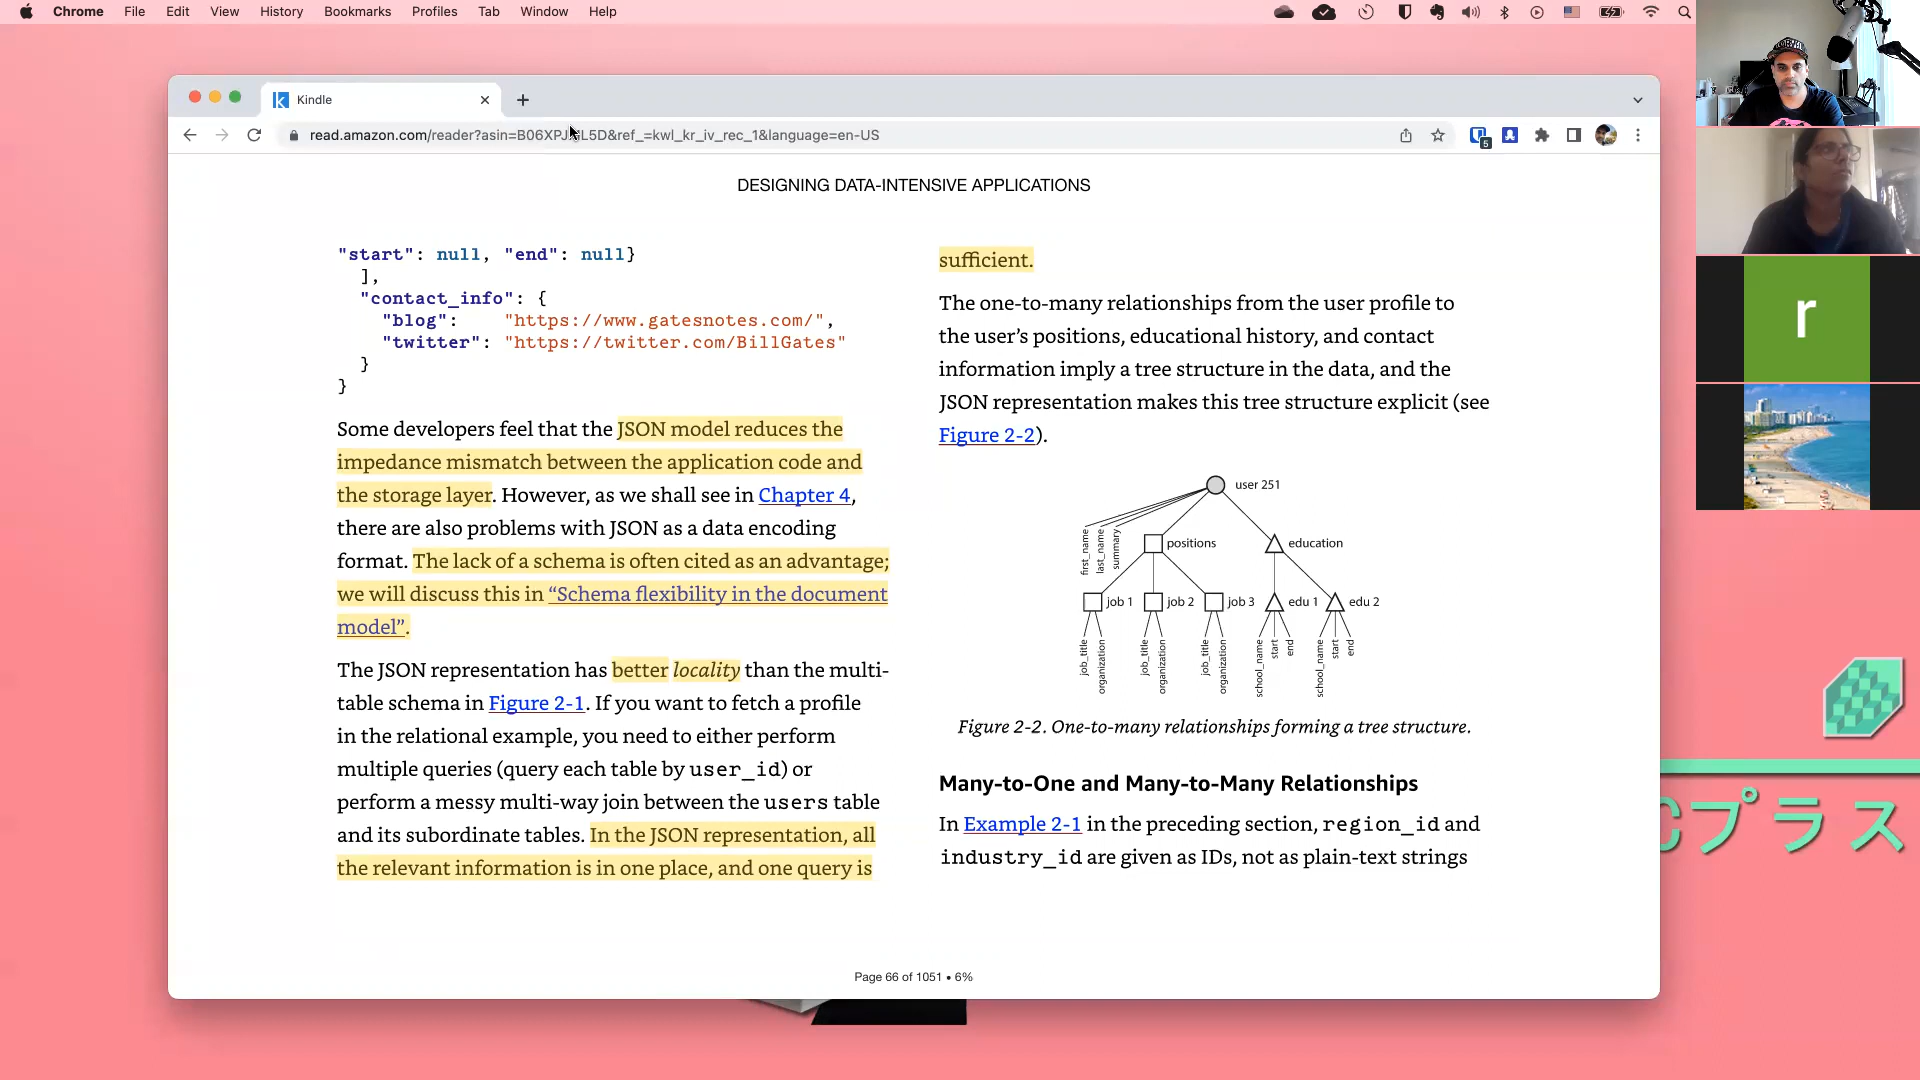 Chrome File Edit View History Bookmarks Profiles Tab Window Help
Kindle
read.amazon.com/reader?asin=
L5D&ref_=kwl_kr_iv_rec_1&language=en-US
5
DESIGNING DATA-INTENSIVE APPLICATIONS
"start": null, "end": null}
],
"contact_info": {
"blog": "https://www.gatesnotes.com/",
"twitter": "https://twitter.com/BillGates"
}
}
Some developers feel that the JSON model reduces the
impedance mismatch between the application code and
the storage layer. However, as we shall see in Chapter 4,
there are also problems with JSON as a data encoding
format. The lack of a schema is often cited as an advantage;
we will discuss this in “Schema flexibility in the document
model”.
The JSON representation has better locality than the multi-
table schema in Figure 2-1. If you want to fetch a profile
in the relational example, you need to either perform
multiple queries (query each table by user_id) or
perform a messy multi-way join between the users table
and its subordinate tables. In the JSON representation, all
the relevant information is in one place, and one query is
sufficient.
The one-to-many relationships from the user profile to
the user’s positions, educational history, and contact
information imply a tree structure in the data, and the
JSON representation makes this tree structure explicit (see
Figure 2-2).
user 251
first_name
last_name
summary
positions
education
job 1
job 2
job 3
edu 1
edu 2
job_title
organization
job_title
organization
job_title
organization
school_name
start
end
school_name
start
end
Figure 2-2. One-to-many relationships forming a tree structure.
Many-to-One and Many-to-Many Relationships
In Example 2-1 in the preceding section, region_id and
industry_id are given as IDs, not as plain-text strings
Page 66 of 1051 • 6%
r
プラス